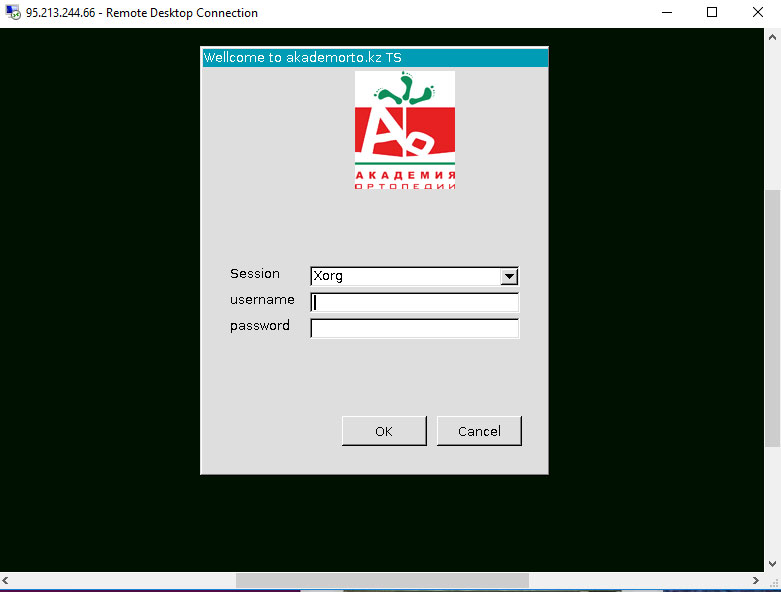 95.213.244.66 - Remote Desktop Connection
Wellcome to akademorto.kz TS
Ао
АКАДЕМИЯ
ОРТОПЕДИИ
Session
Xorg
username
password
OK
Cancel